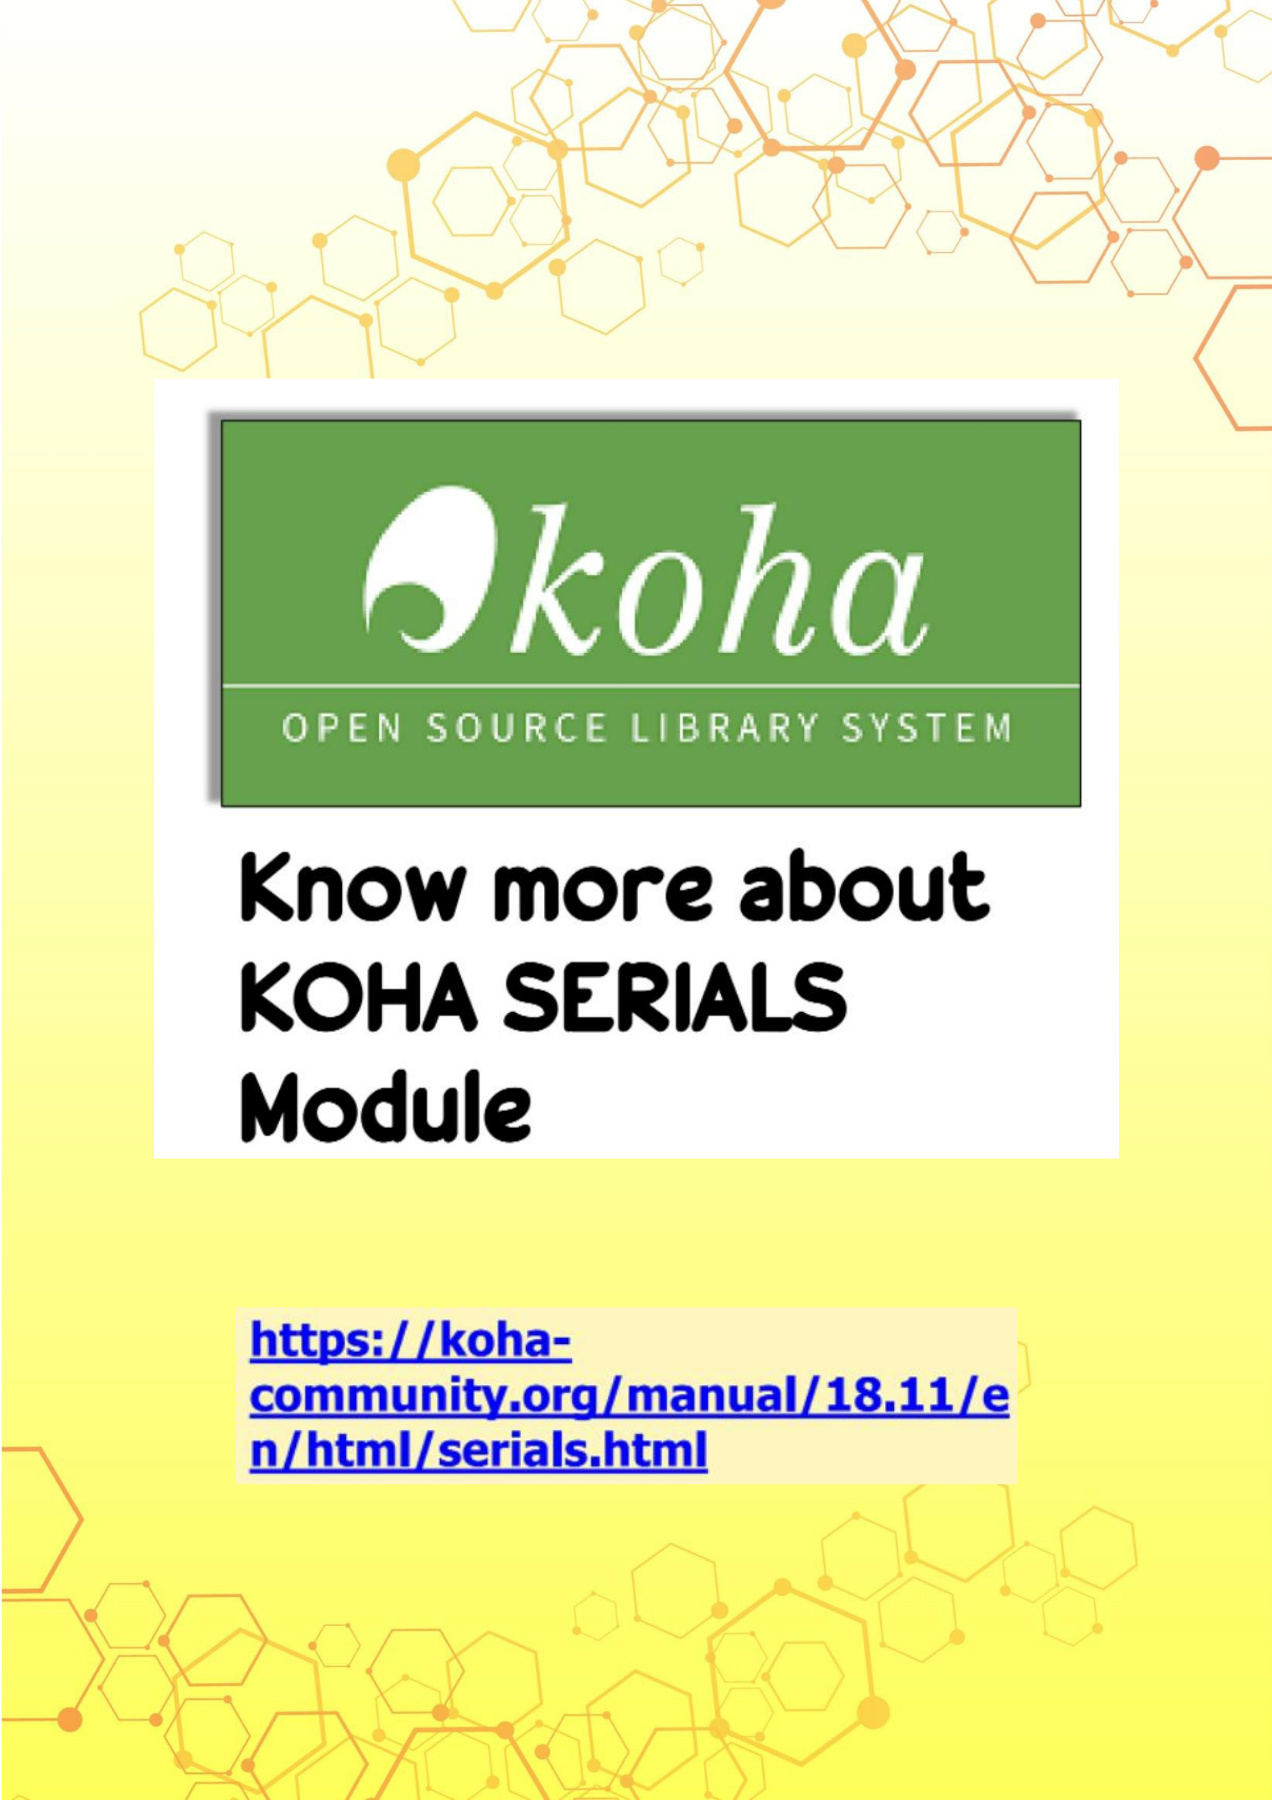 koha
OPEN SOURCE LIBRARY SYSTEM
Know more about
KOHA SERIALS
Module
https://koha-
community.org/manual/18.11/e
n/html/serials.html